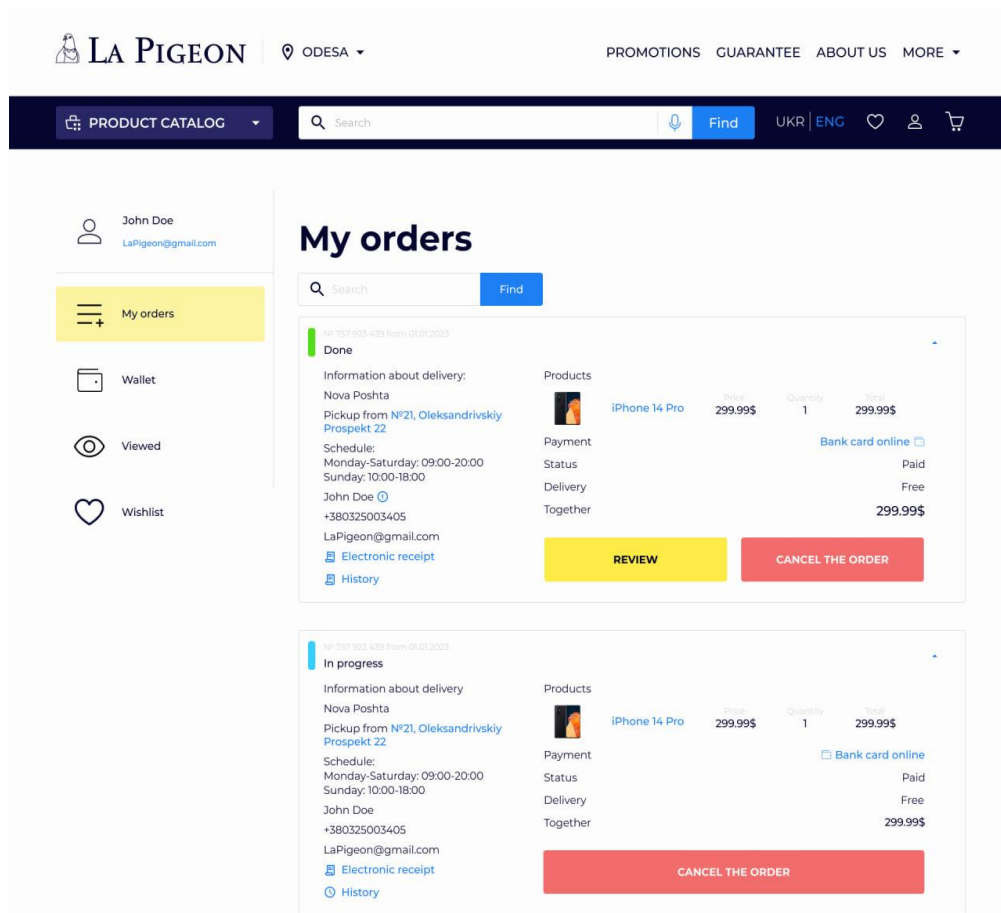 LA PIGEON
ODESA
PROMOTIONS GUARANTEE ABOUT US MORE
PRODUCT CATALOG
Search
Find
UKR | ENG
John Doe
LaPigeon@gmail.com
My orders
Wallet
Viewed
Wishlist
My orders
Search
Find
№ 757 923 439 from 01.01.2023
Done
Information about delivery:
Nova Poshta
Pickup from №21, Oleksandrivskiy
Prospekt 22
Schedule:
Monday-Saturday: 09:00-20:00
Sunday: 10:00-18:00
John Doe
+380325003405
LaPigeon@gmail.com
Electronic receipt
History
Products
Price Quantity Total
iPhone 14 Pro 299.99$ 1 299.99$
Payment Bank card online
Status Paid
Delivery Free
Together 299.99$
REVIEW CANCEL THE ORDER
№ 757 923 439 from 01.01.2023
In progress
Information about delivery
Nova Poshta
Pickup from №21, Oleksandrivskiy
Prospekt 22
Schedule:
Monday-Saturday: 09:00-20:00
Sunday: 10:00-18:00
John Doe
+380325003405
LaPigeon@gmail.com
Electronic receipt
History
Products
Price Quantity Total
iPhone 14 Pro 299.99$ 1 299.99$
Payment Bank card online
Status Paid
Delivery Free
Together 299.99$
CANCEL THE ORDER